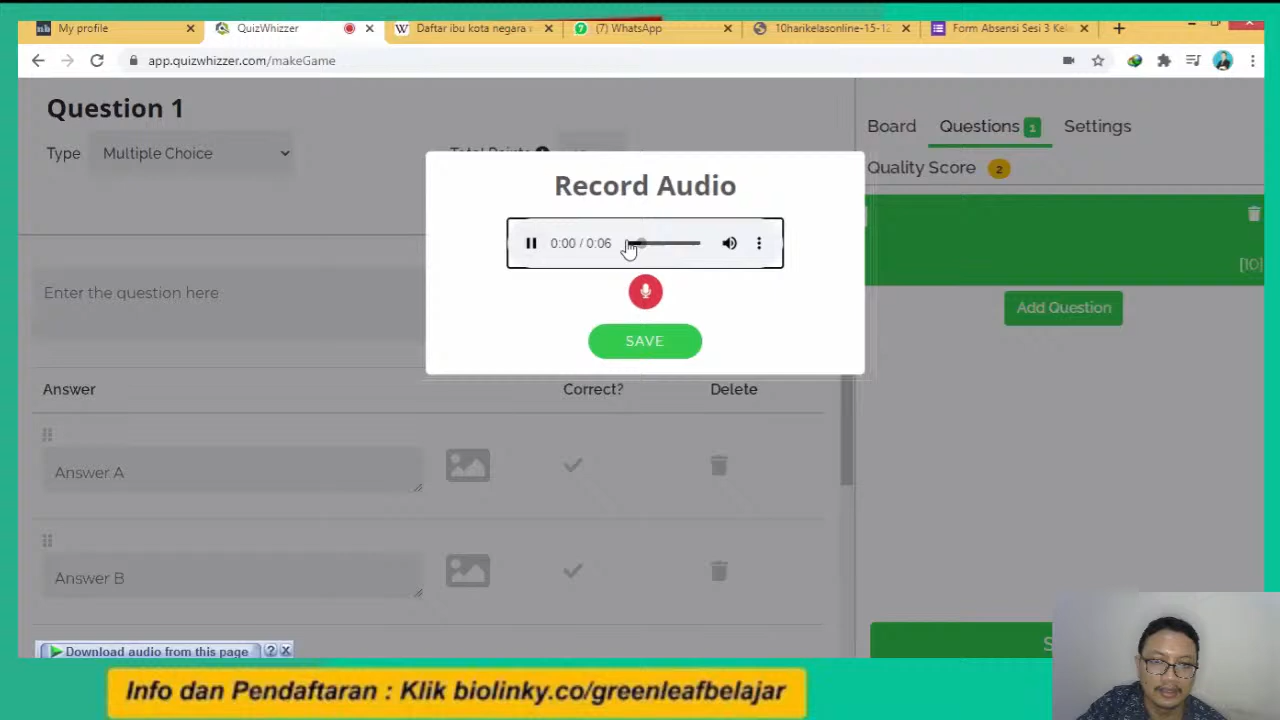 My profile
QuizWhizzer
Daftar ibu kota negara
(7) WhatsApp
10harikelasonline-15-12
Form Absensi Sesi 3 Kel
app.quizwhizzer.com/makeGame
Question 1
Type Multiple Choice
Total Points
Board Questions 1 Settings
Quality Score 2
Record Audio
0:00 / 0:06
SAVE
[10]
Add Question
Enter the question here
Answer Correct? Delete
Answer A
Answer B
Download audio from this page ? X
Info dan Pendaftaran : Klik biolinky.co/greenleafbelajar